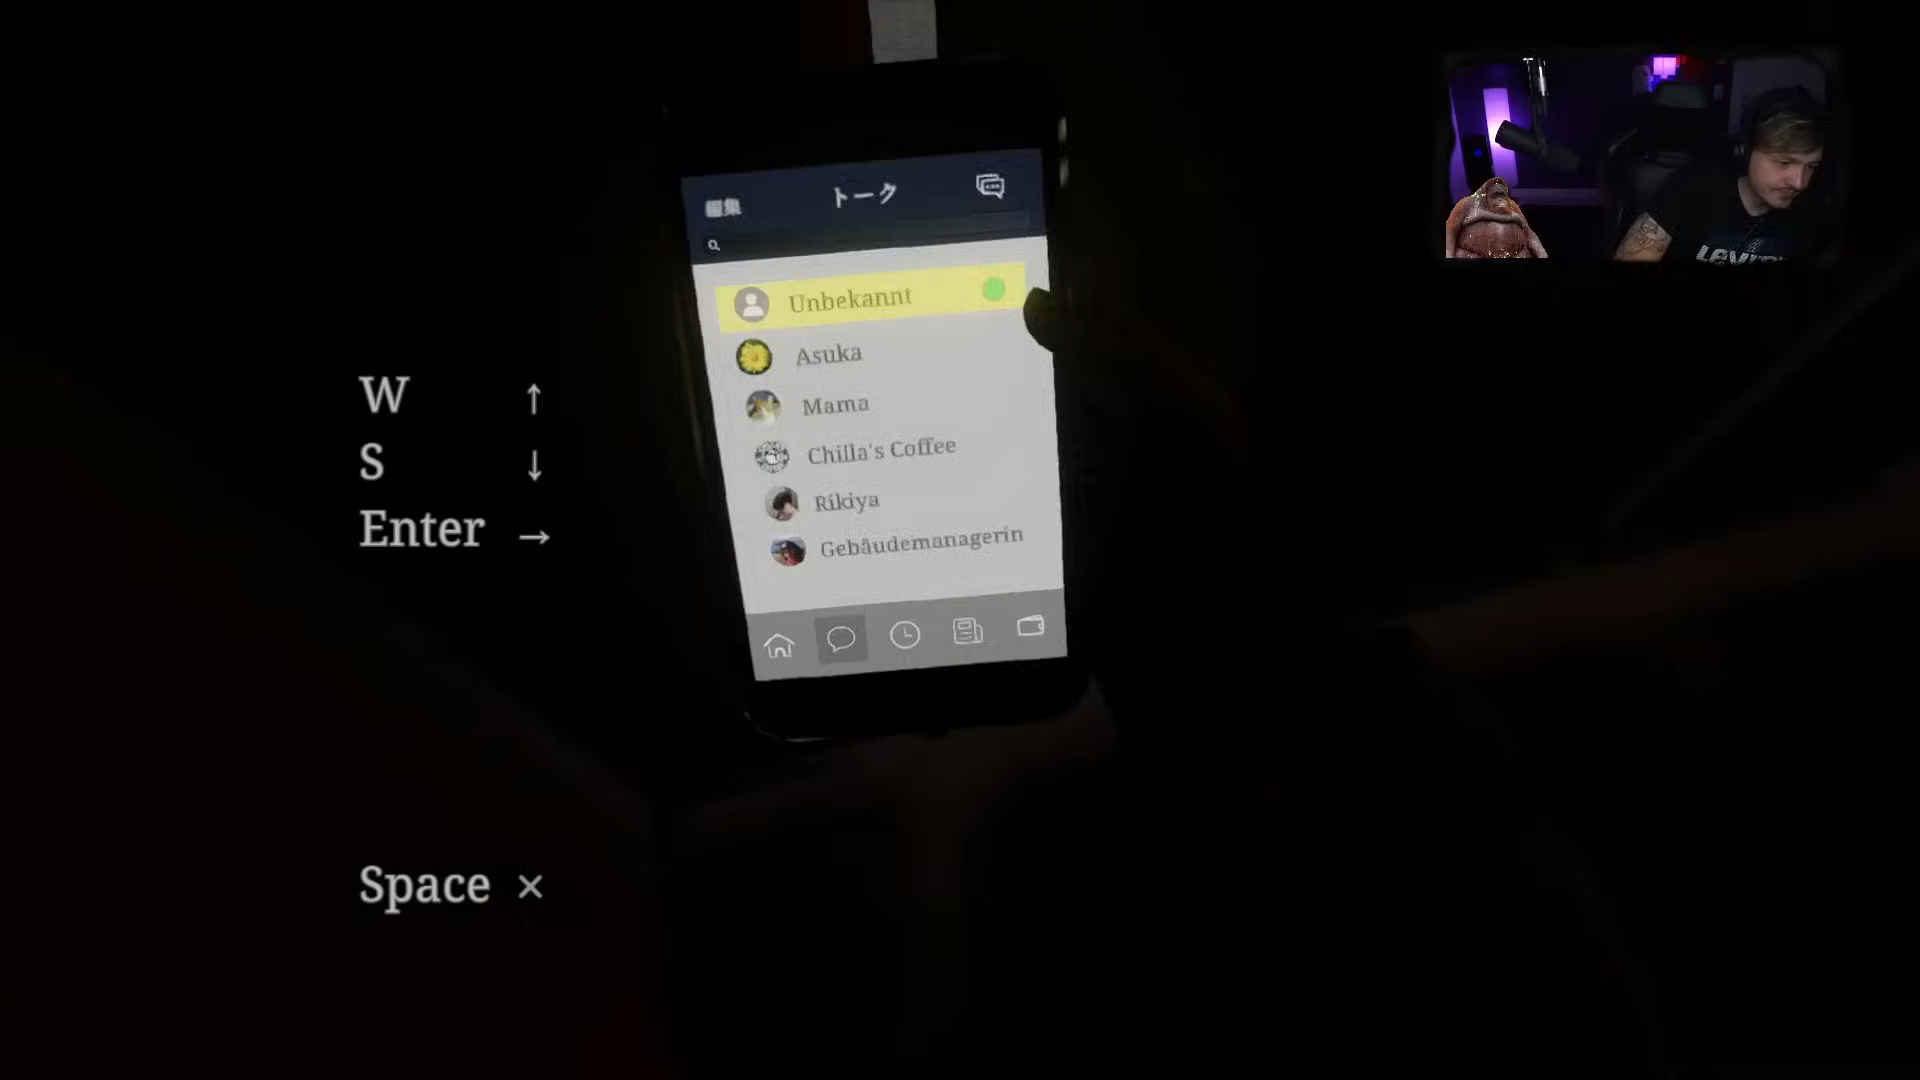 編集
トーク
Unbekannt
Asuka
Mama
Chilla's Coffee
Rikiya
Gebäudemanagerin
W ↑
S ↓
Enter →
Space ×